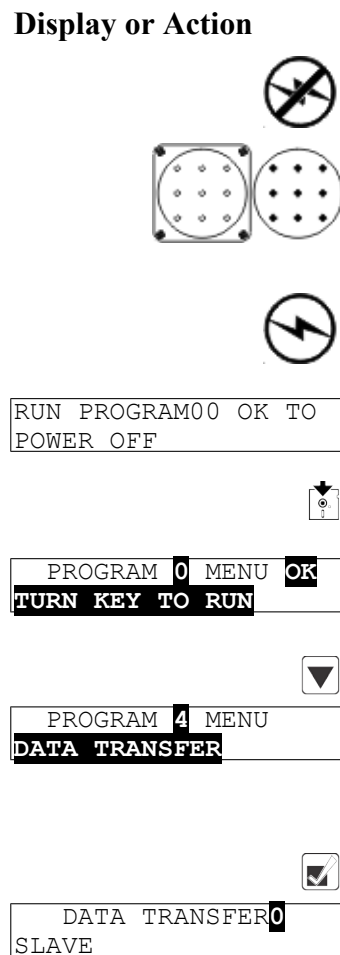 Display or Action
RUN PROGRAM00 OK TO
POWER OFF
PROGRAM 0 MENU OK
TURN KEY TO RUN
PROGRAM 4 MENU
DATA TRANSFER
DATA TRANSFER0
SLAVE